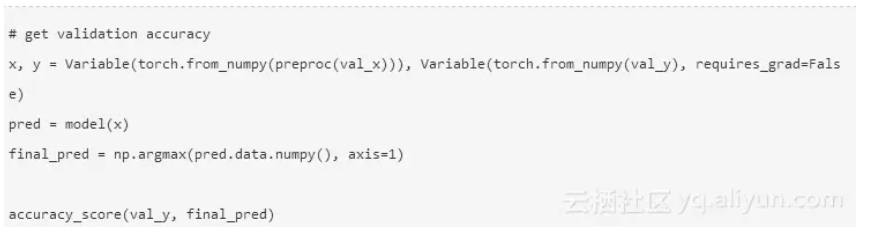 # get validation accuracy
x, y = Variable(torch.from_numpy(preproc(val_x))), Variable(torch.from_numpy(val_y), requires_grad=Fals
e)
pred = model(x)
final_pred = np.argmax(pred.data.numpy(), axis=1)
accuracy_score(val_y, final_pred)
云栖社区 yq.aliyun.com